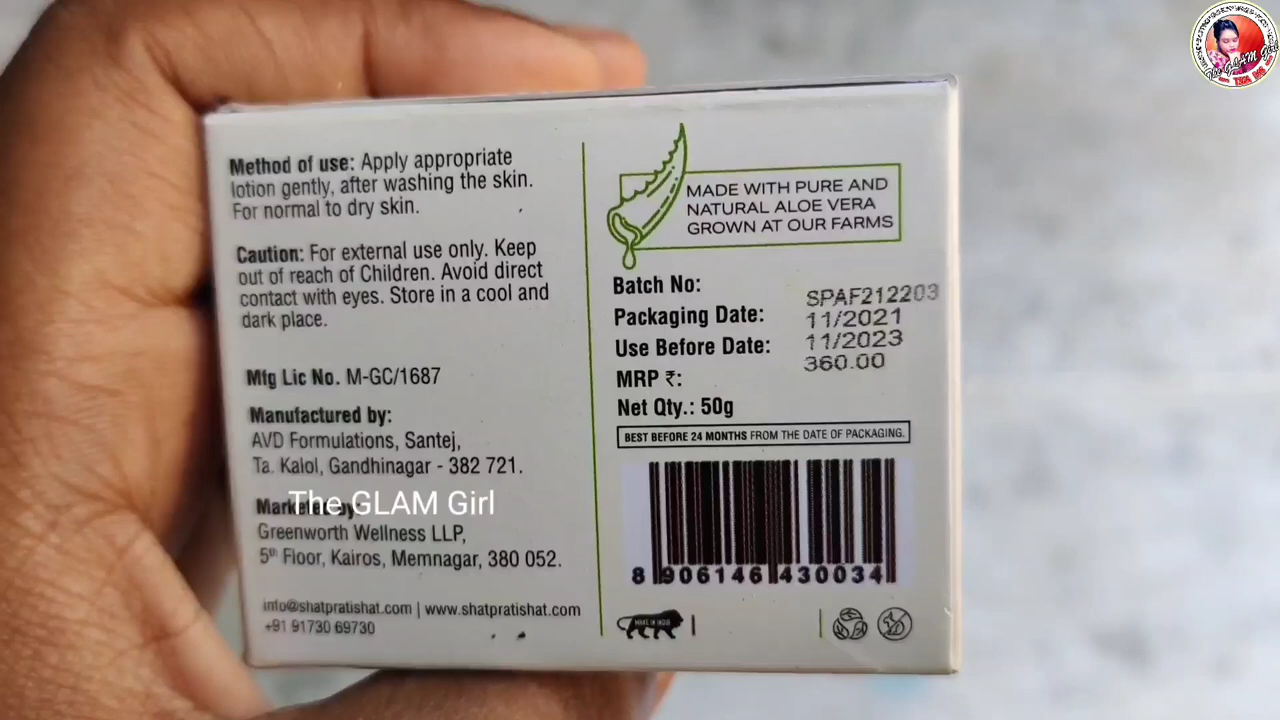 Method of use: Apply appropriate
lotion gently, after washing the skin.
For normal to dry skin.
Caution: For external use only. Keep
out of reach of Children. Avoid direct
contact with eyes. Store in a cool and
dark place.
Mfg Lic No. M-GC/1687
Manufactured by:
AVD Formulations, Santej,
Ta. Kalol, Gandhinagar - 382 721.
Marketed by:
The GLAM Girl
Greenworth Wellness LLP,
5th Floor, Kairos, Memnagar, 380 052.
info@shatpratishat.com | www.shatpratishat.com
+91 91730 69730
MADE WITH PURE AND
NATURAL ALOE VERA
GROWN AT OUR FARMS
Batch No: SPAF212203
Packaging Date: 11/2021
Use Before Date: 11/2023
MRP ₹: 360.00
Net Qty.: 50g
BEST BEFORE 24 MONTHS FROM THE DATE OF PACKAGING.
8 906146 430034
MAKE IN INDIA
The GLAM Girl